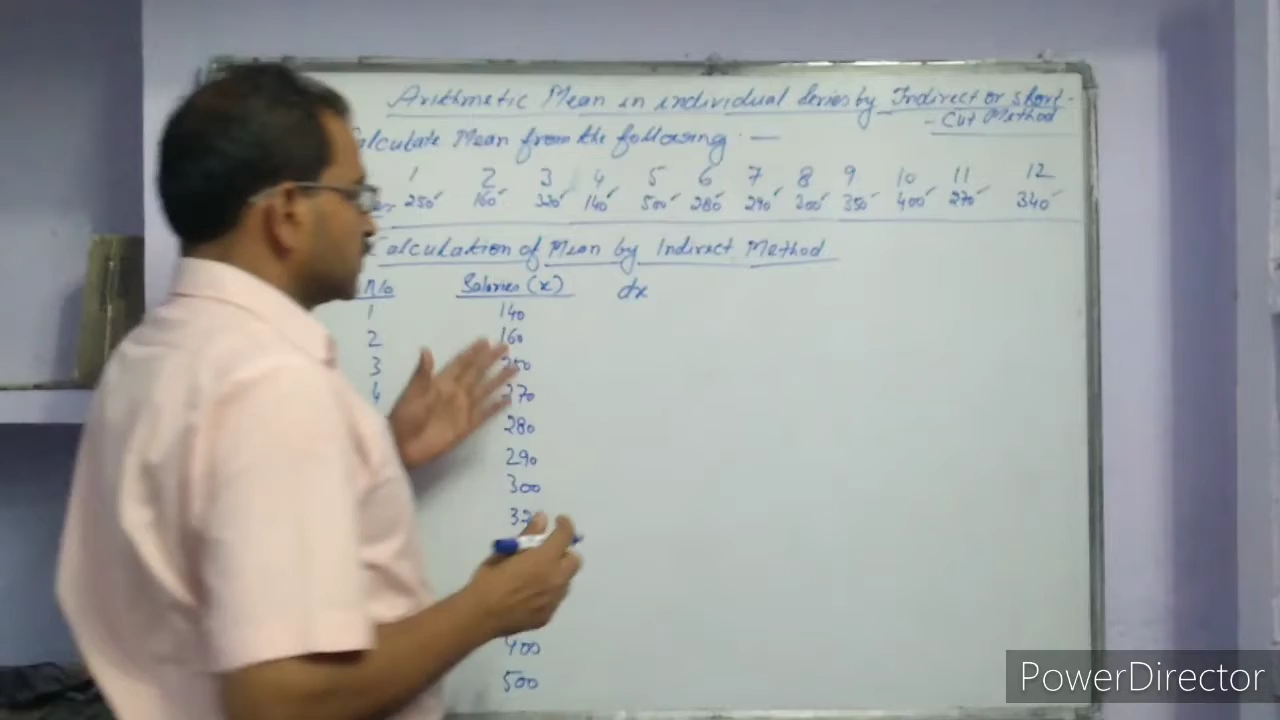 Arithmetic Mean in individual Series by Indirect or short-
- Cut Method
Calculate Mean from the following :—
1 2 3 4 5 6 7 8 9 10 11 12
250 160 320 140 500 280 290 300 350 400 270 340
Calculation of Mean by Indirect Method
Salaries (x) dx
1 140
2 160
3 250
4 270
280
290
300
400
500
PowerDirector